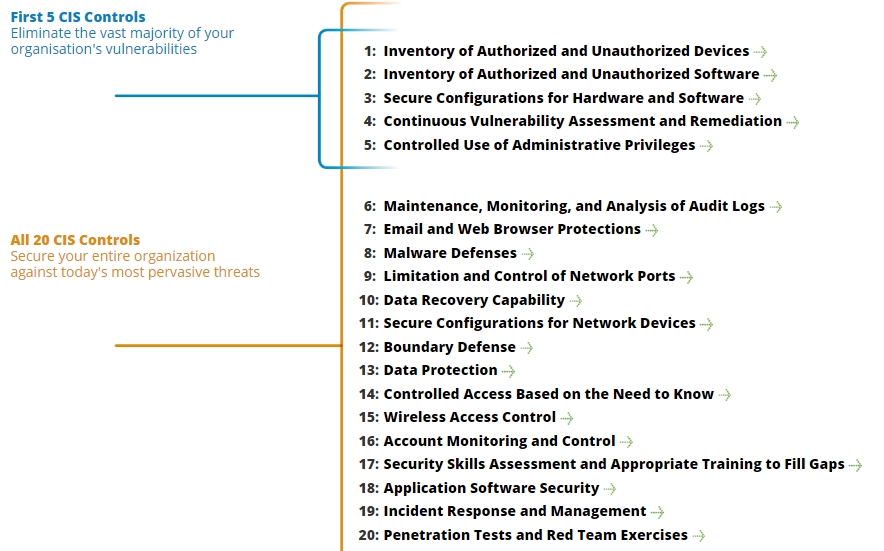 First 5 CIS Controls
Eliminate the vast majority of your
organisation's vulnerabilities
1: Inventory of Authorized and Unauthorized Devices
2: Inventory of Authorized and Unauthorized Software
3: Secure Configurations for Hardware and Software
4: Continuous Vulnerability Assessment and Remediation
5: Controlled Use of Administrative Privileges
All 20 CIS Controls
Secure your entire organization
against today's most pervasive threats
6: Maintenance, Monitoring, and Analysis of Audit Logs
7: Email and Web Browser Protections
8: Malware Defenses
9: Limitation and Control of Network Ports
10: Data Recovery Capability
11: Secure Configurations for Network Devices
12: Boundary Defense
13: Data Protection
14: Controlled Access Based on the Need to Know
15: Wireless Access Control
16: Account Monitoring and Control
17: Security Skills Assessment and Appropriate Training to Fill Gaps
18: Application Software Security
19: Incident Response and Management
20: Penetration Tests and Red Team Exercises